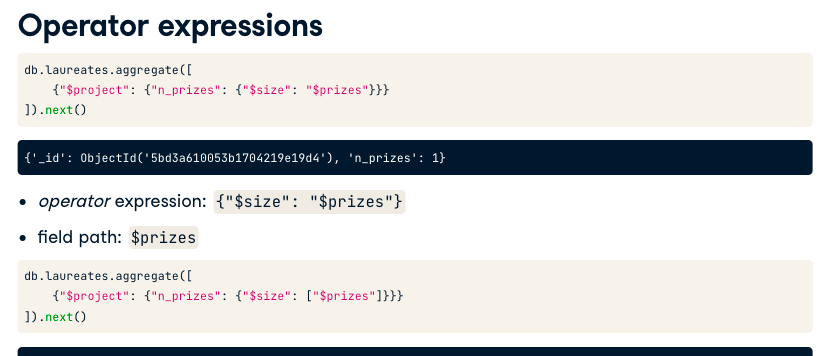 Operator expressions
db.laureates.aggregate([
{"$project": {"n_prizes": {"$size": "$prizes"}}}
]).next()
{'_id': ObjectId('5bd3a610053b1704219e19d4'), 'n_prizes': 1}
• operator expression: {"$size": "$prizes"}
• field path: $prizes
db.laureates.aggregate([
{"$project": {"n_prizes": {"$size": ["$prizes"]}}}
]).next()